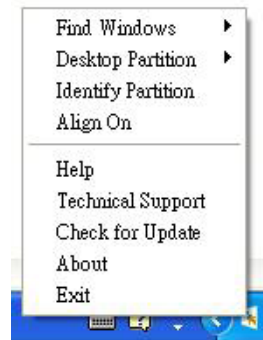 Find Windows
Desktop Partition
Identify Partition
Align On
Help
Technical Support
Check for Update
About
Exit